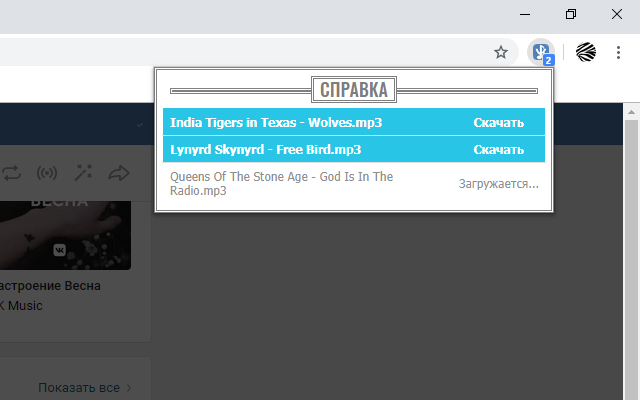 2
СПРАВКА
India Tigers in Texas - Wolves.mp3 Скачать
Lynyrd Skynyrd - Free Bird.mp3 Скачать
Queens Of The Stone Age - God Is In The
Radio.mp3
Загружается...
ВЕСНА
астроение Весна
K Music
Показать все